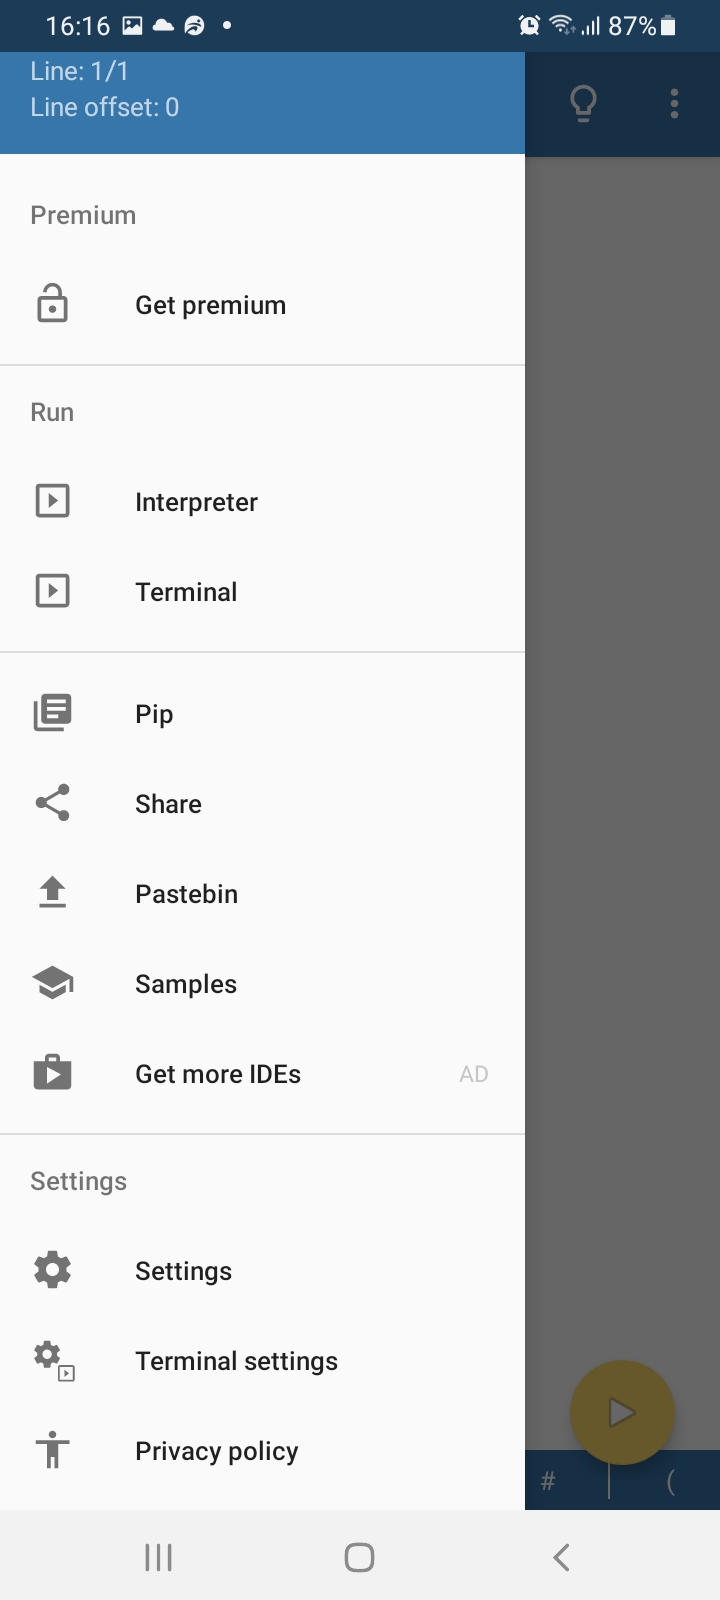 16:16
87%
Line: 1/1
Line offset: 0
Premium
Get premium
Run
Interpreter
Terminal
Pip
Share
Pastebin
Samples
Get more IDEs AD
Settings
Settings
Terminal settings
Privacy policy
# (